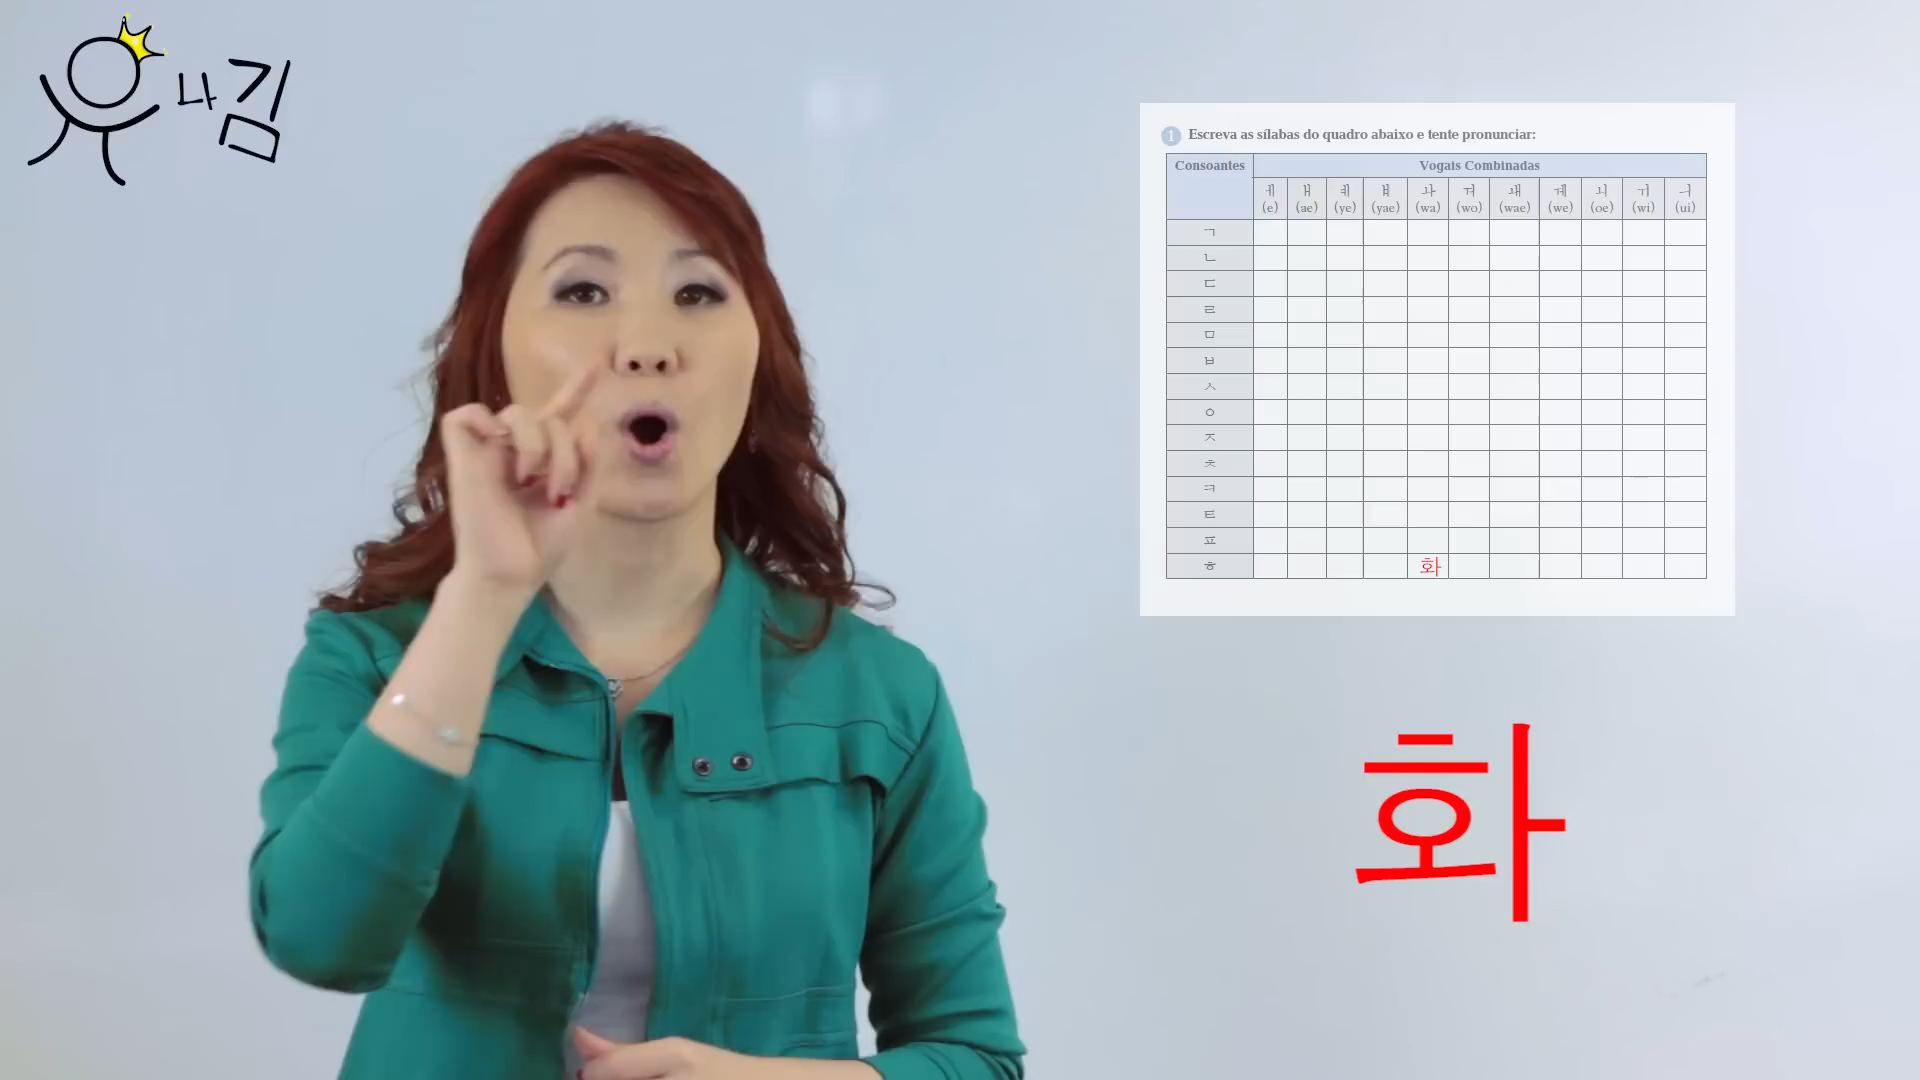 유나김
1 Escreva as sílabas do quadro abaixo e tente pronunciar:
Consoantes Vogais Combinadas
ㅔ ㅐ ㅖ ㅒ ㅘ ㅝ ㅙ ㅞ ㅚ ㅟ ㅢ
(e) (ae) (ye) (yae) (wa) (wo) (wae) (we) (oe) (wi) (ui)
ㄱ
ㄴ
ㄷ
ㄹ
ㅁ
ㅂ
ㅅ
ㅇ
ㅈ
ㅊ
ㅋ
ㅌ
ㅍ
ㅎ 화
화